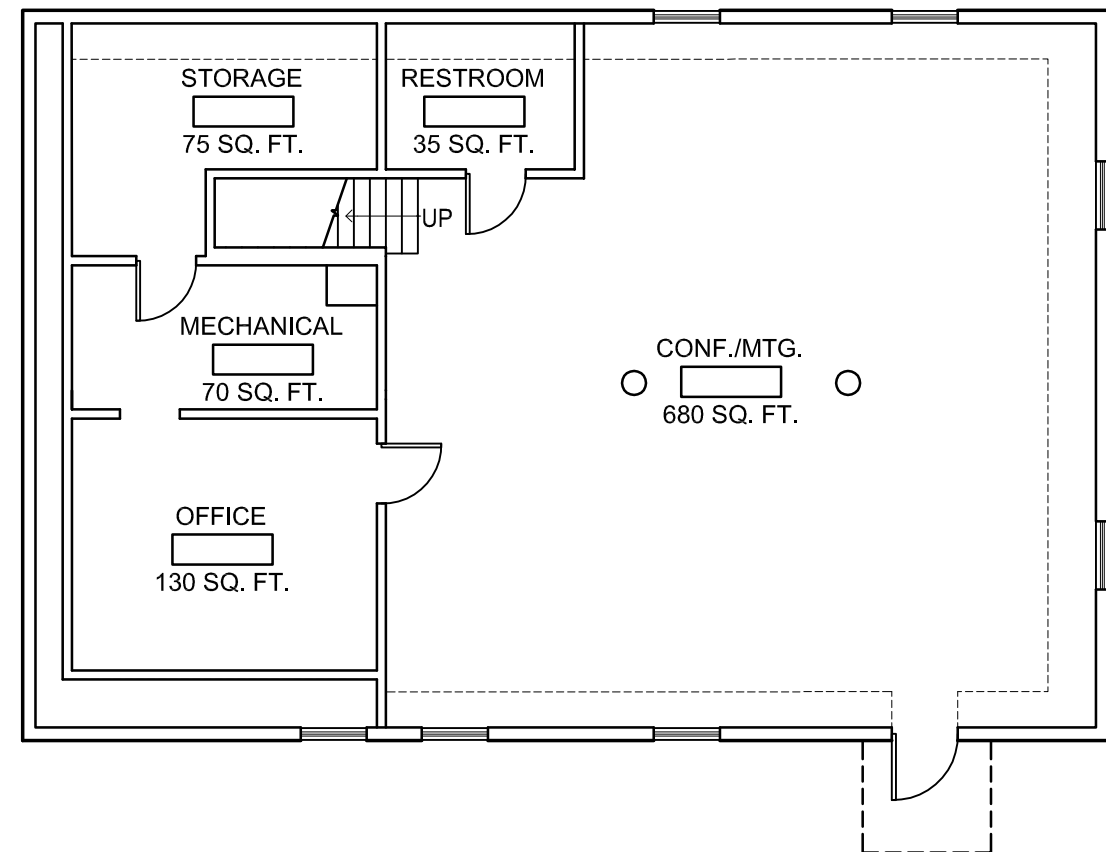 STORAGE
75 SQ. FT.
RESTROOM
35 SQ. FT.
UP
MECHANICAL
70 SQ. FT.
CONF./MTG.
680 SQ. FT.
OFFICE
130 SQ. FT.